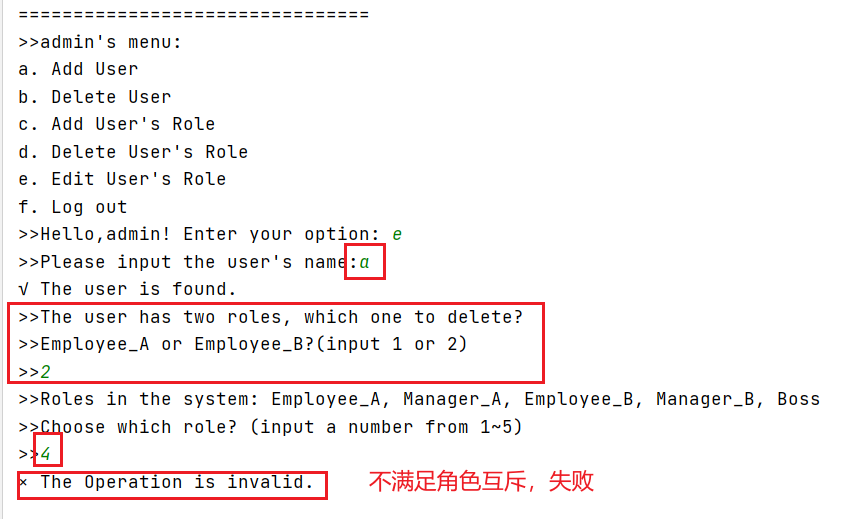 ================================
>>admin's menu:
a. Add User
b. Delete User
c. Add User's Role
d. Delete User's Role
e. Edit User's Role
f. Log out
>>Hello,admin! Enter your option: e
>>Please input the user's name:a
√ The user is found.
>>The user has two roles, which one to delete?
>>Employee_A or Employee_B?(input 1 or 2)
>>2
>>Roles in the system: Employee_A, Manager_A, Employee_B, Manager_B, Boss
>>Choose which role? (input a number from 1~5)
>>4
× The Operation is invalid. 不满足角色互斥，失败